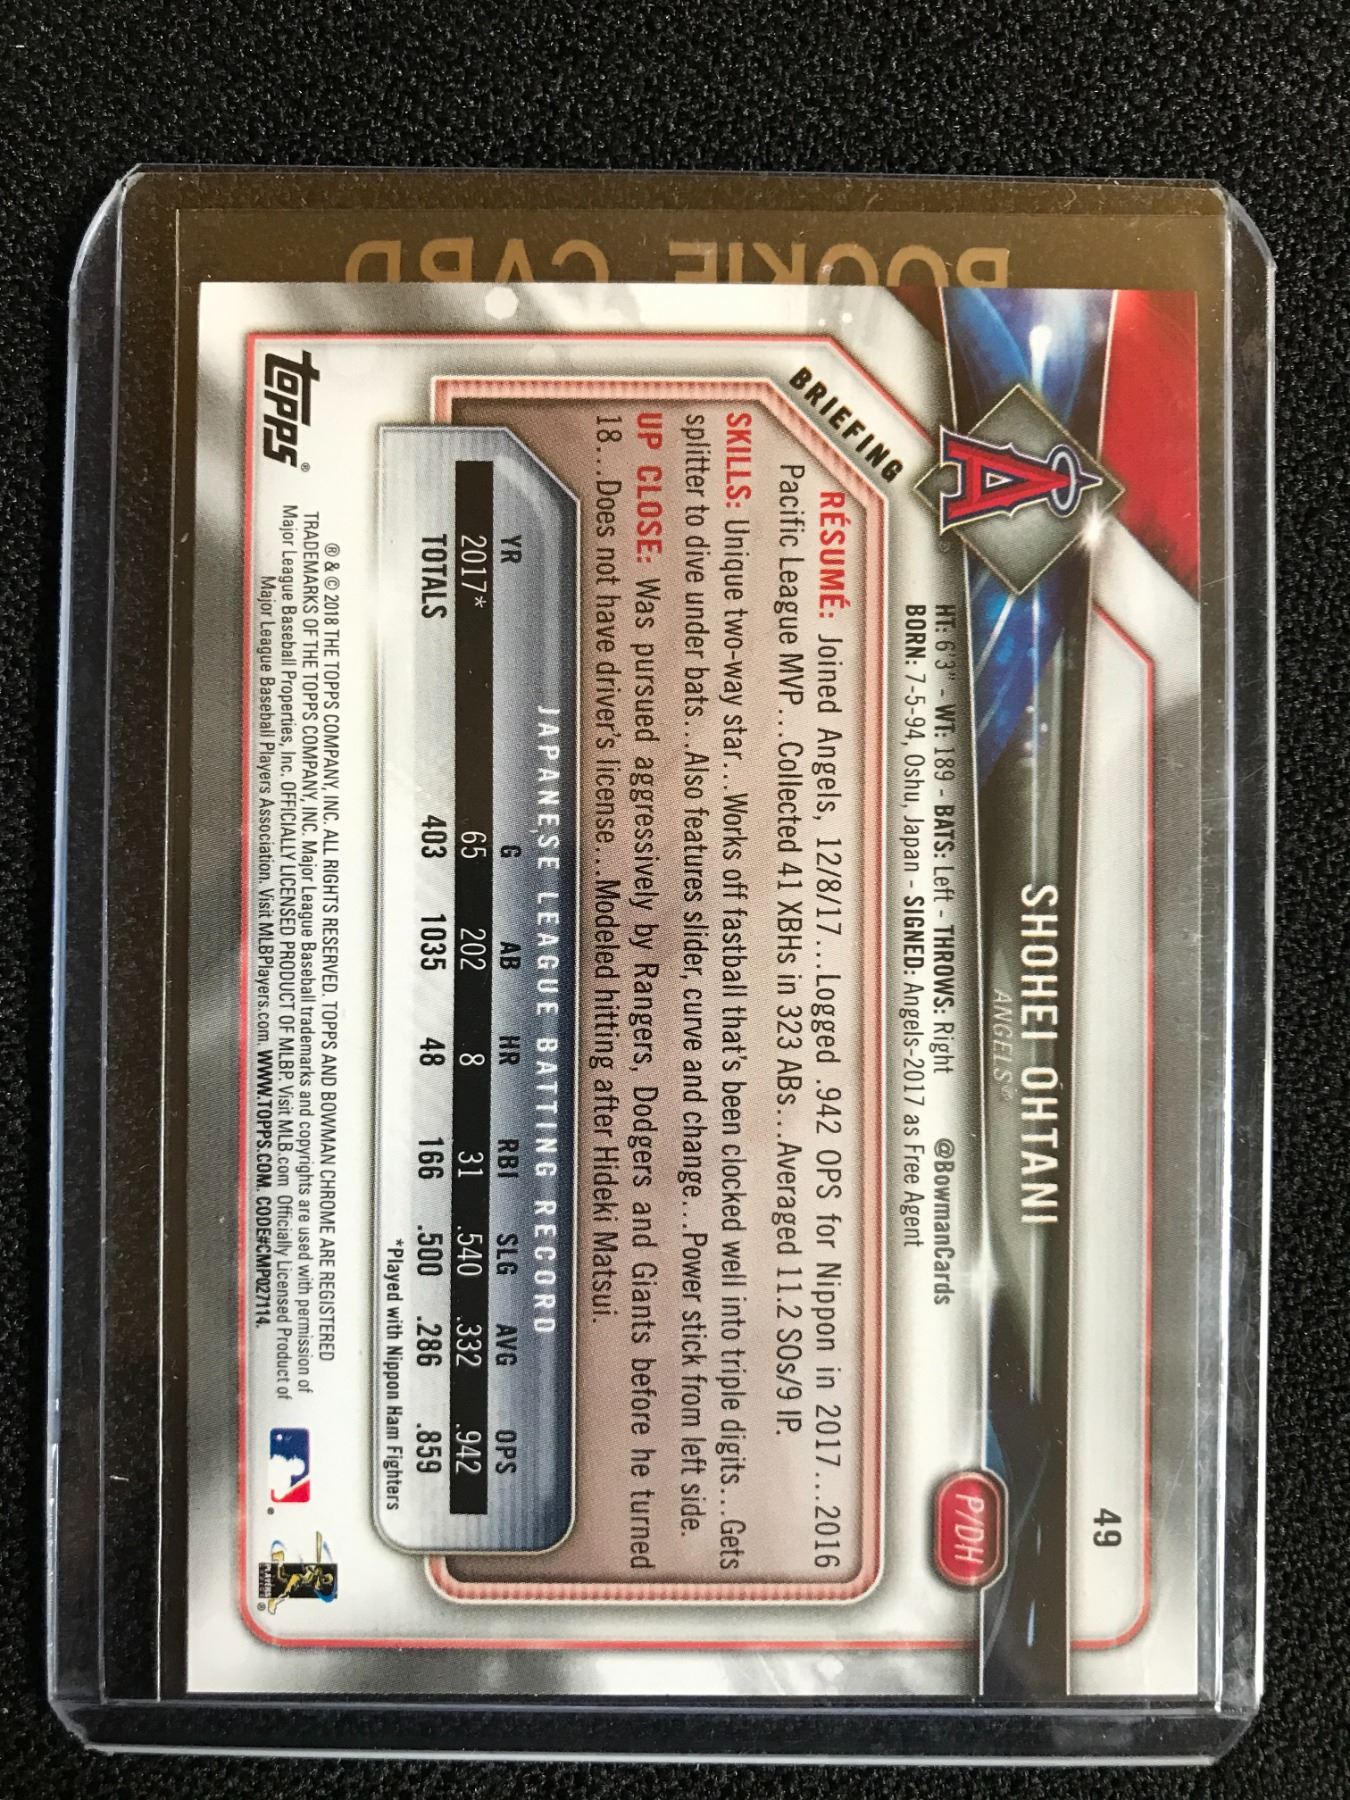 ROOKIE CARD
49
SHOHEI OHTANI
ANGELS™
P/DH
A
HT: 6'3" - WT: 189 - BATS: Left - THROWS: Right @BowmanCards
BORN: 7-5-94, Oshu, Japan - SIGNED: Angels-2017 as Free Agent
BRIEFING
RÉSUMÉ: Joined Angels, 12/8/17...Logged .942 OPS for Nippon in 2017...2016
Pacific League MVP...Collected 41 XBHs in 323 ABs...Averaged 11.2 SOs/9 IP.
SKILLS: Unique two-way star...Works off fastball that's been clocked well into triple digits...Gets
splitter to dive under bats...Also features slider, curve and change...Power stick from left side.
UP CLOSE: Was pursued aggressively by Rangers, Dodgers and Giants before he turned
18...Does not have driver's license...Modeled hitting after Hideki Matsui.
JAPANESE LEAGUE BATTING RECORD
YR G AB HR RBI SLG AVG OPS
2017* 65 202 8 31 .540 .332 .942
TOTALS 403 1035 48 166 .500 .286 .859
*Played with Nippon Ham Fighters
topps®
® & © 2018 THE TOPPS COMPANY, INC. ALL RIGHTS RESERVED. TOPPS AND BOWMAN CHROME ARE REGISTERED
TRADEMARKS OF THE TOPPS COMPANY, INC. Major League Baseball trademarks and copyrights are used with permission of
Major League Baseball Properties, Inc. OFFICIALLY LICENSED PRODUCT OF MLBP. Visit MLB.com Officially Licensed Product of
Major League Baseball Players Association. Visit MLBPlayers.com. WWW.TOPPS.COM. CODE#CMP027114.